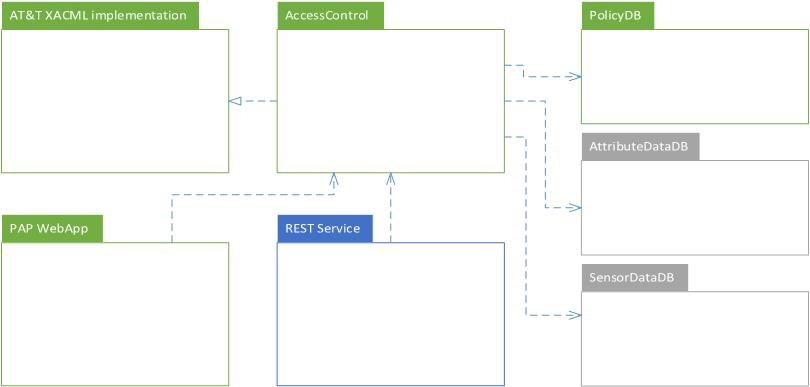 AT&T XACML implementation
AccessControl
PolicyDB
AttributeDataDB
PAP WebApp
REST Service
SensorDataDB